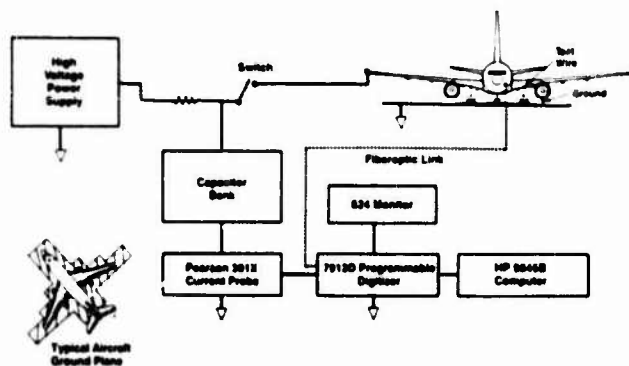 High
Voltage
Power
Supply
Switch
Test
Wire
Ground
Fiberoptic Link
Capacitor
Bank
634 Monitor
Pearson 301X
Current Probe
7912D Programmable
Digitizer
HP 9845B
Computer
Typical Aircraft
Ground Plane